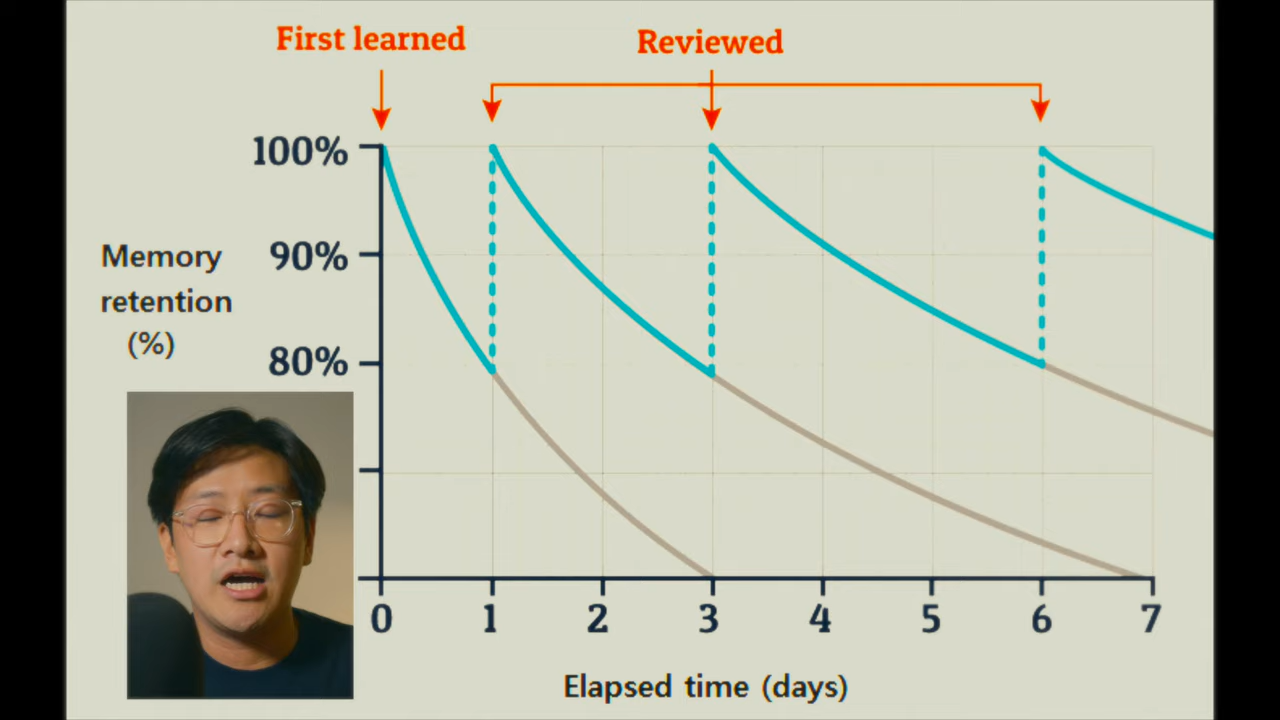 First learned
Reviewed
100%
90%
80%
Memory
retention
(%)
0 1 2 3 4 5 6 7
Elapsed time (days)